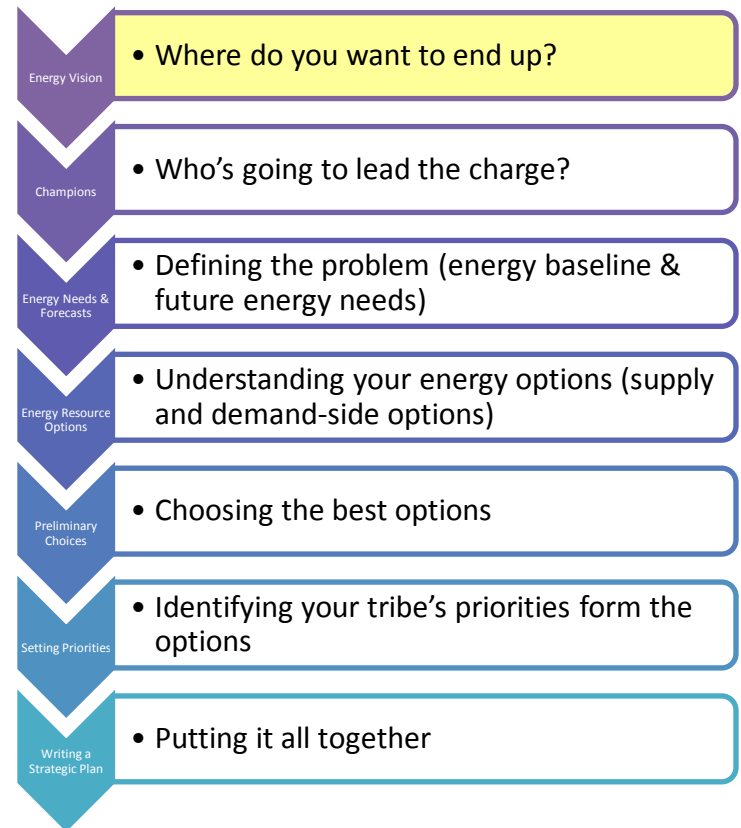 Energy Vision
• Where do you want to end up?
Champions
• Who's going to lead the charge?
Energy Needs &
Forecasts
• Defining the problem (energy baseline &
future energy needs)
Energy Resource
Options
• Understanding your energy options (supply
and demand-side options)
Preliminary
Choices
• Choosing the best options
Setting Priorities
• Identifying your tribe's priorities form the
options
Writing a
Strategic Plan
• Putting it all together